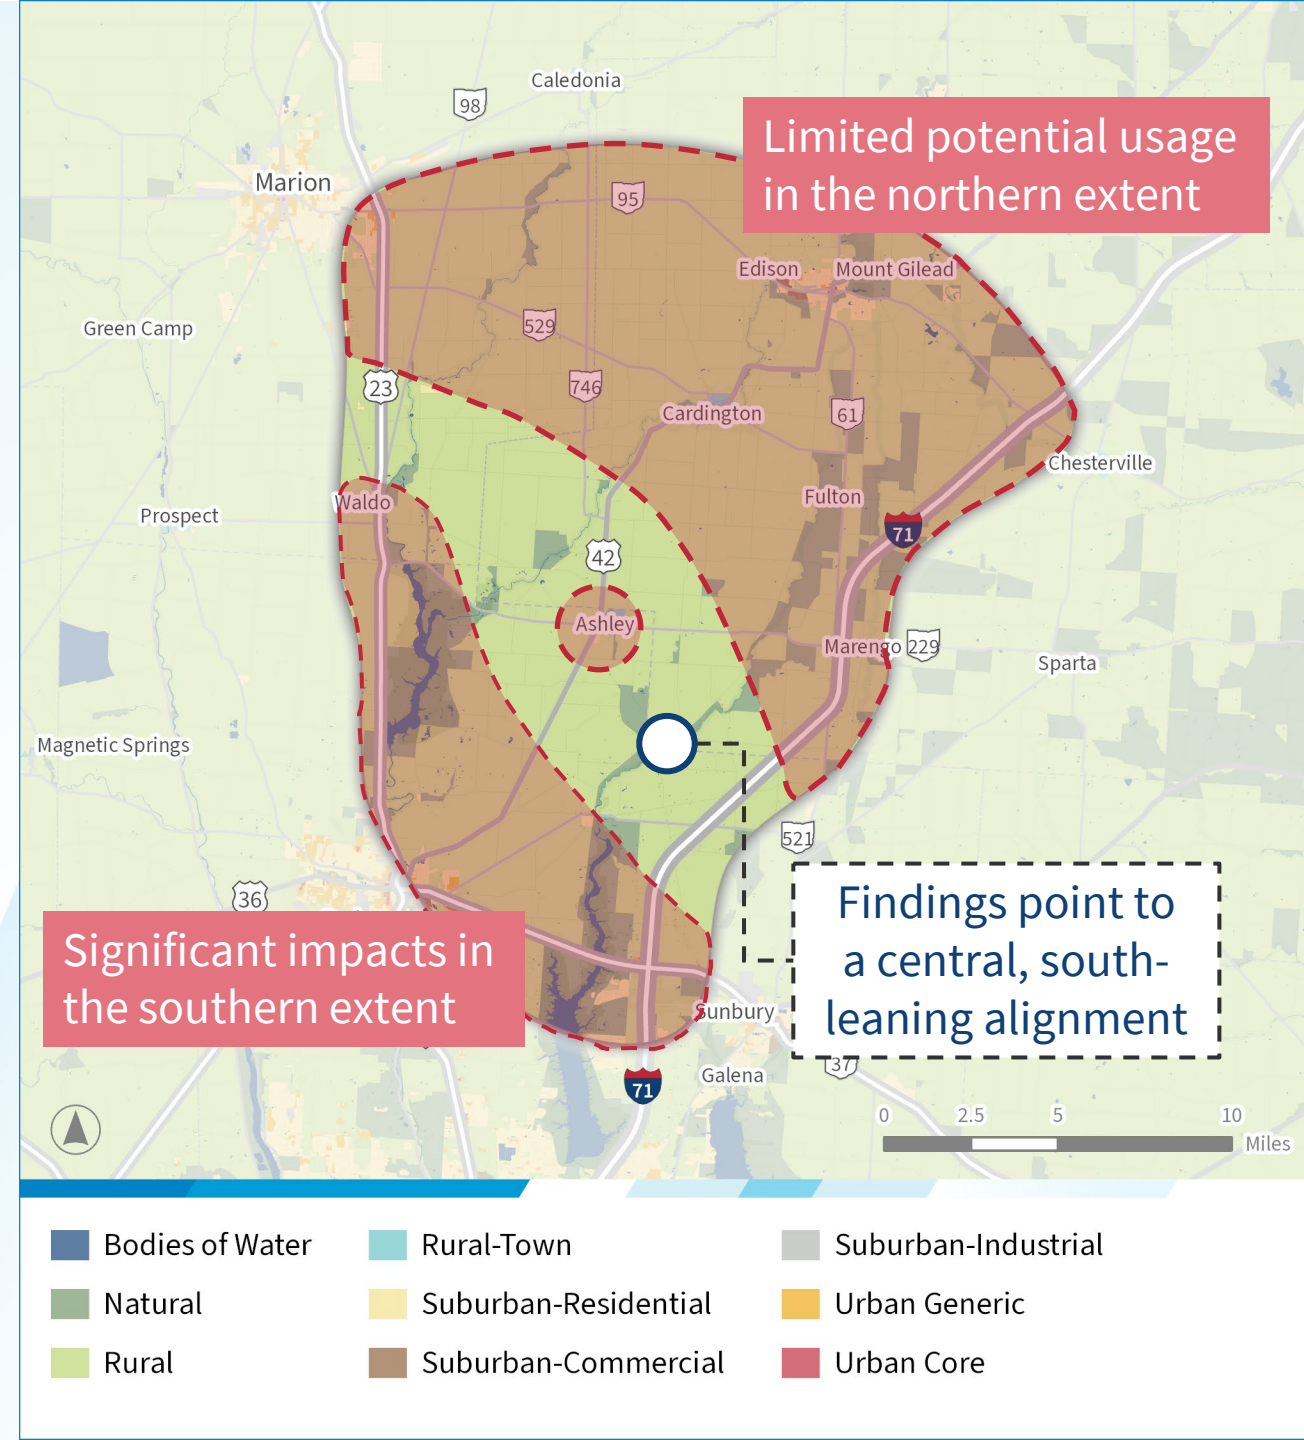 Caledonia
98
Limited potential usage
in the northern extent
Marion
95
Edison
Mount Gilead
Green Camp
529
23
746
Cardington
61
Chesterville
Waldo
Fulton
Prospect
71
42
Ashley
Marengo
229
Sparta
Magnetic Springs
521
36
Findings point to
a central, south-
leaning alignment
Significant impacts in
the southern extent
Sunbury
37
Galena
71
0
2.5
5
10
Miles
Bodies of Water
Rural-Town
Suburban-Industrial
Natural
Suburban-Residential
Urban Generic
Rural
Suburban-Commercial
Urban Core